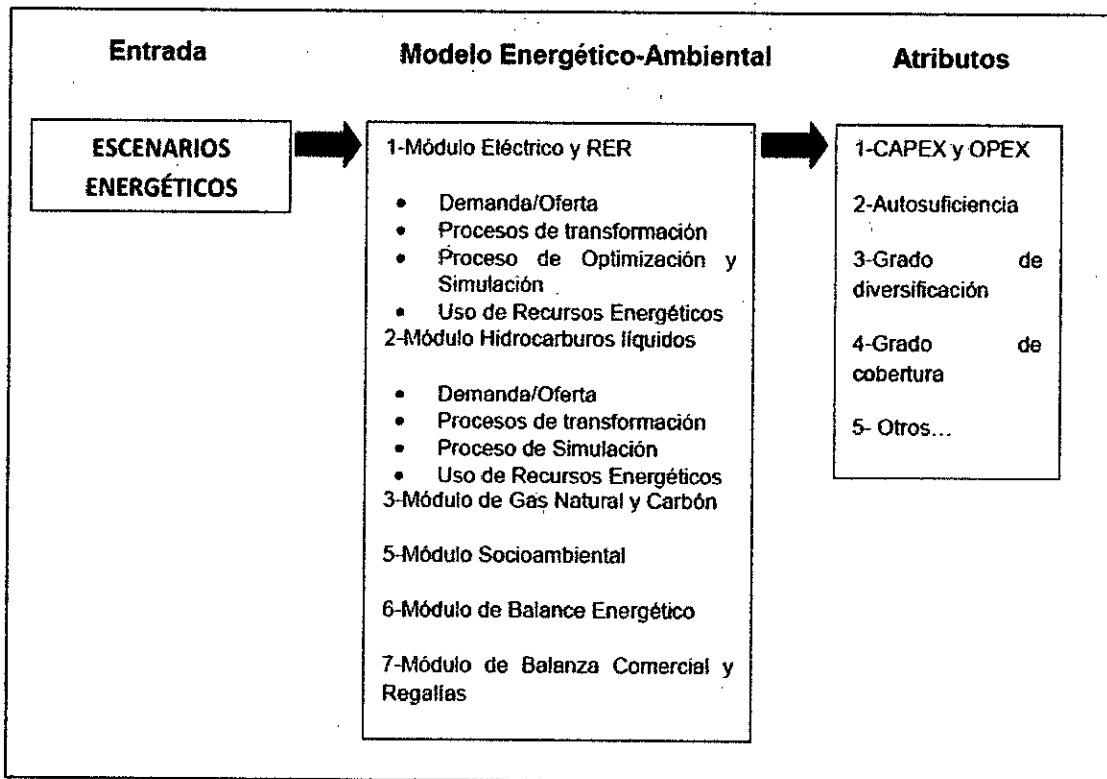 Entrada
Modelo Energético-Ambiental
Atributos
ESCENARIOS
ENERGÉTICOS
1-Módulo Eléctrico y RER
• Demanda/Oferta
• Procesos de transformación
• Proceso de Optimización y
Simulación
• Uso de Recursos Energéticos
2-Módulo Hidrocarburos líquidos
• Demanda/Oferta
• Procesos de transformación
• Proceso de Simulación
• Uso de Recursos Energéticos
3-Módulo de Gas Natural y Carbón
5-Módulo Socioambiental
6-Módulo de Balance Energético
7-Módulo de Balanza Comercial y
Regalías
1-CAPEX y OPEX
2-Autosuficiencia
3-Grado de
diversificación
4-Grado de
cobertura
5- Otros...